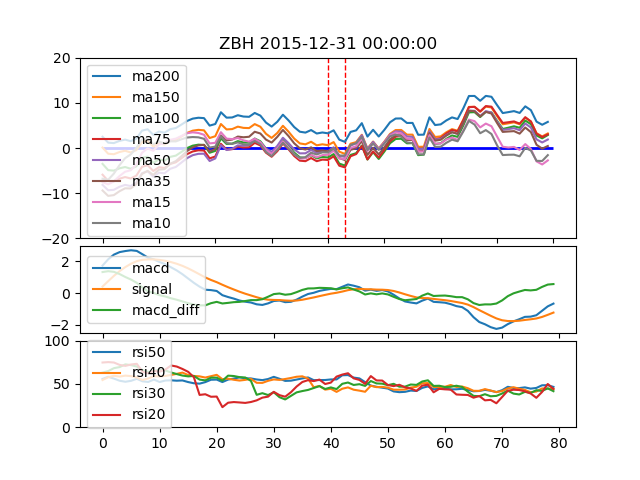 ZBH 2015-12-31 00:00:00
20
10
0
−10
−20
ma200
ma150
ma100
ma75
ma50
ma35
ma15
ma10
2
0
−2
macd
signal
macd_diff
100
50
0
rsi50
rsi40
rsi30
rsi20
0 10 20 30 40 50 60 70 80